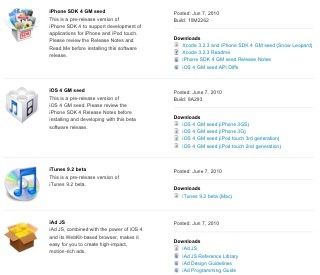 iPhone SDK 4 GM seed
This is a pre-release version of
iPhone SDK 4 to support development of
applications for iPhone and iPod touch.
Please review the Release Notes and
Read Me before installing this software
release.
Posted: Jun 7, 2010
Build: 10M2262
Downloads
Xcode 3.2.3 and iPhone SDK 4 GM seed (Snow Leopard)
Xcode 3.2.3 Readme
iPhone SDK 4 GM seed Release Notes
iOS 4 GM seed API Diffs
iOS 4 GM seed
This is a pre-release version of
iOS 4 GM seed. Please review the
iPhone SDK 4 Release Notes before
installing and developing with this beta
software release.
Posted: June 7, 2010
Build: 8A293
Downloads
iOS 4 GM seed (iPhone 3GS)
iOS 4 GM seed (iPhone 3G)
iOS 4 GM seed (iPod touch 3rd generation)
iOS 4 GM seed (iPod touch 2nd generation)
iTunes 9.2 beta
This is a pre-release version of
iTunes 9.2.
Posted: June 7, 2010
Downloads
iTunes 9.2 beta (Mac)
iAd JS
iAd JS, combined with the power of iOS 4
and its WebKit-based browser, makes it
easy for you to create high-impact,
motion-rich ads.
Posted: Jun 7, 2010
Downloads
iAd JS
iAd JS Reference Library
iAd Design Guidelines
iAd Programming Guide